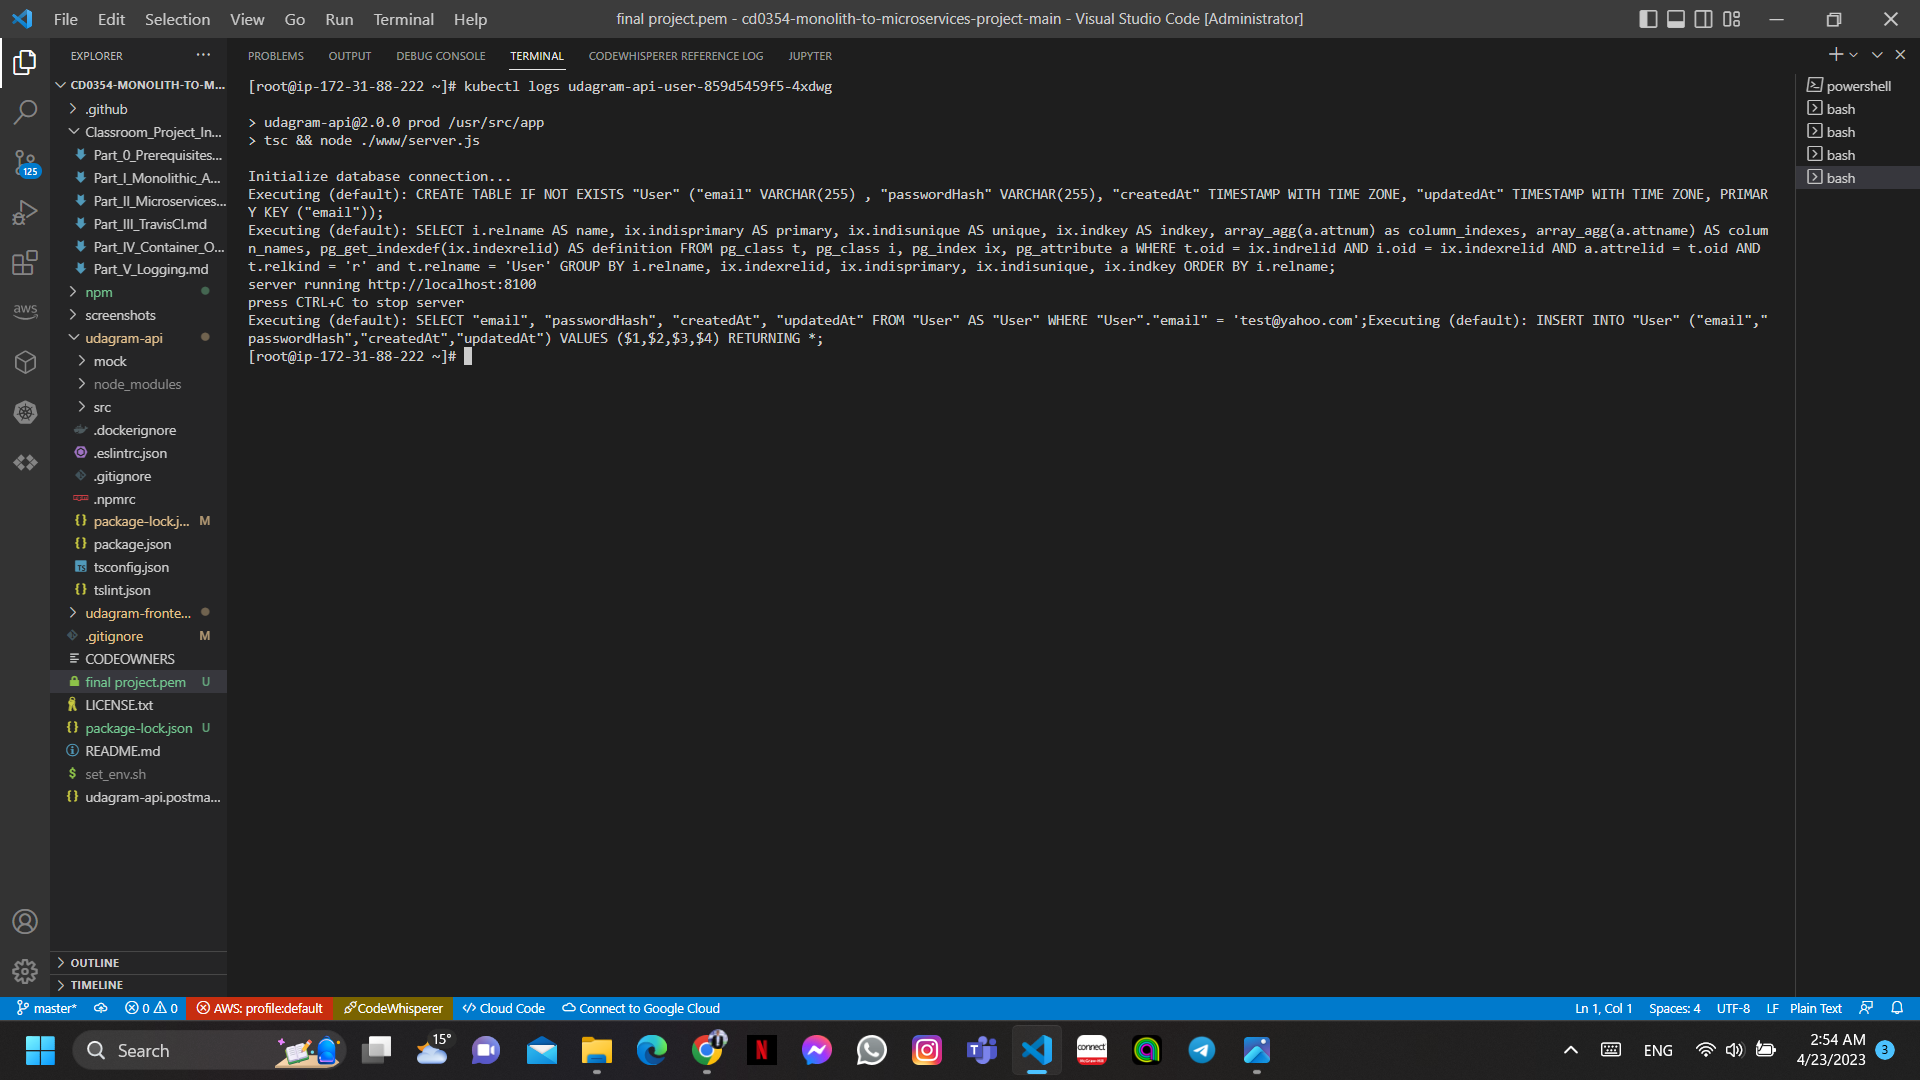 File Edit Selection View Go Run Terminal Help
final project.pem - cd0354-monolith-to-microservices-project-main - Visual Studio Code [Administrator]
EXPLORER
CD0354-MONOLITH-TO-M...
.github
Classroom_Project_In...
Part_0_Prerequisites...
Part_I_Monolithic_A...
Part_II_Microservices...
Part_III_TravisCI.md
Part_IV_Container_O...
Part_V_Logging.md
npm
screenshots
udagram-api
mock
node_modules
src
.dockerignore
.eslintrc.json
.gitignore
.npmrc
package-lock.j... M
package.json
tsconfig.json
tslint.json
udagram-fronte...
.gitignore M
CODEOWNERS
final project.pem U
LICENSE.txt
package-lock.json U
README.md
set_env.sh
udagram-api.postma...
OUTLINE
TIMELINE
125
aws
PROBLEMS OUTPUT DEBUG CONSOLE TERMINAL CODEWHISPERER REFERENCE LOG JUPYTER
[root@ip-172-31-88-222 ~]# kubectl logs udagram-api-user-859d5459f5-4xdwg
> udagram-api@2.0.0 prod /usr/src/app
> tsc && node ./www/server.js
Initialize database connection...
Executing (default): CREATE TABLE IF NOT EXISTS "User" ("email" VARCHAR(255) , "passwordHash" VARCHAR(255), "createdAt" TIMESTAMP WITH TIME ZONE, "updatedAt" TIMESTAMP WITH TIME ZONE, PRIMAR
Y KEY ("email"));
Executing (default): SELECT i.relname AS name, ix.indisprimary AS primary, ix.indisunique AS unique, ix.indkey AS indkey, array_agg(a.attnum) as column_indexes, array_agg(a.attname) AS colum
n_names, pg_get_indexdef(ix.indexrelid) AS definition FROM pg_class t, pg_class i, pg_index ix, pg_attribute a WHERE t.oid = ix.indrelid AND i.oid = ix.indexrelid AND a.attrelid = t.oid AND
t.relkind = 'r' and t.relname = 'User' GROUP BY i.relname, ix.indexrelid, ix.indisprimary, ix.indisunique, ix.indkey ORDER BY i.relname;
server running http://localhost:8100
press CTRL+C to stop server
Executing (default): SELECT "email", "passwordHash", "createdAt", "updatedAt" FROM "User" AS "User" WHERE "User"."email" = 'test@yahoo.com';Executing (default): INSERT INTO "User" ("email","
passwordHash","createdAt","updatedAt") VALUES ($1,$2,$3,$4) RETURNING *;
[root@ip-172-31-88-222 ~]#
powershell
bash
bash
bash
bash
master* 0 0 AWS: profile:default CodeWhisperer Cloud Code Connect to Google Cloud
Ln 1, Col 1 Spaces: 4 UTF-8 LF Plain Text
Search
15°
connect
ENG
2:54 AM
4/23/2023
3